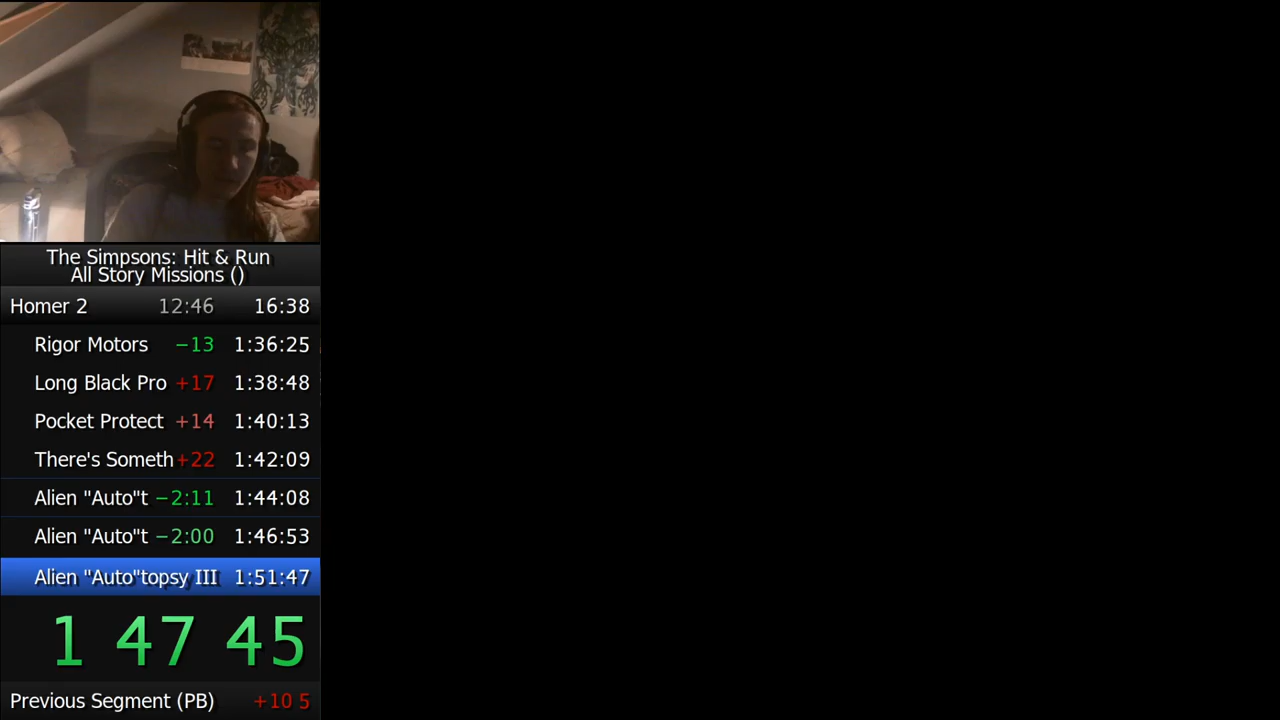 The Simpsons: Hit & Run
All Story Missions ()
Homer 2 12:46 16:38
Rigor Motors −13 1:36:25
Long Black Pro +17 1:38:48
Pocket Protect +14 1:40:13
There's Someth +22 1:42:09
Alien "Auto"t −2:11 1:44:08
Alien "Auto"t −2:00 1:46:53
Alien "Auto"topsy III 1:51:47
1 47 45
Previous Segment (PB) +10 5